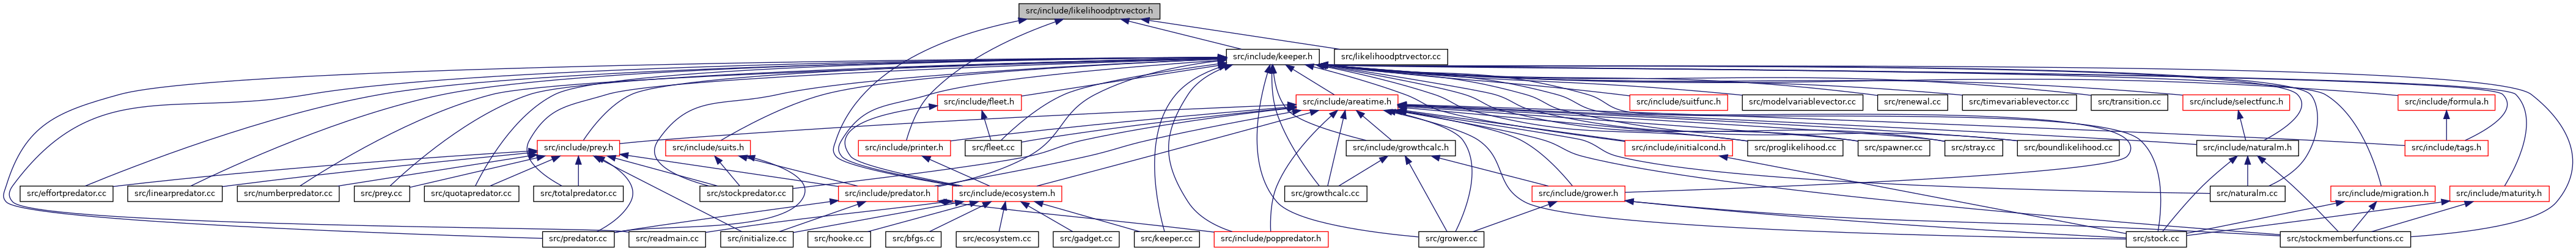 src/include/likelihoodptrvector.h
src/include/keeper.h
src/likelihoodptrvector.cc
src/include/fleet.h
src/include/areatime.h
src/include/suitfunc.h
src/modelvariablevector.cc
src/renewal.cc
src/timevariablevector.cc
src/transition.cc
src/include/selectfunc.h
src/include/formula.h
src/include/prey.h
src/include/suits.h
src/include/printer.h
src/fleet.cc
src/include/growthcalc.h
src/include/initialcond.h
src/proglikelihood.cc
src/spawner.cc
src/stray.cc
src/boundlikelihood.cc
src/include/naturalm.h
src/include/tags.h
src/effortpredator.cc
src/linearpredator.cc
src/numberpredator.cc
src/prey.cc
src/quotapredator.cc
src/totalpredator.cc
src/stockpredator.cc
src/include/predator.h
src/include/ecosystem.h
src/growthcalc.cc
src/include/grower.h
src/naturalm.cc
src/include/migration.h
src/include/maturity.h
src/predator.cc
src/readmain.cc
src/initialize.cc
src/hooke.cc
src/bfgs.cc
src/ecosystem.cc
src/gadget.cc
src/keeper.cc
src/include/poppredator.h
src/grower.cc
src/stock.cc
src/stockmemberfunctions.cc